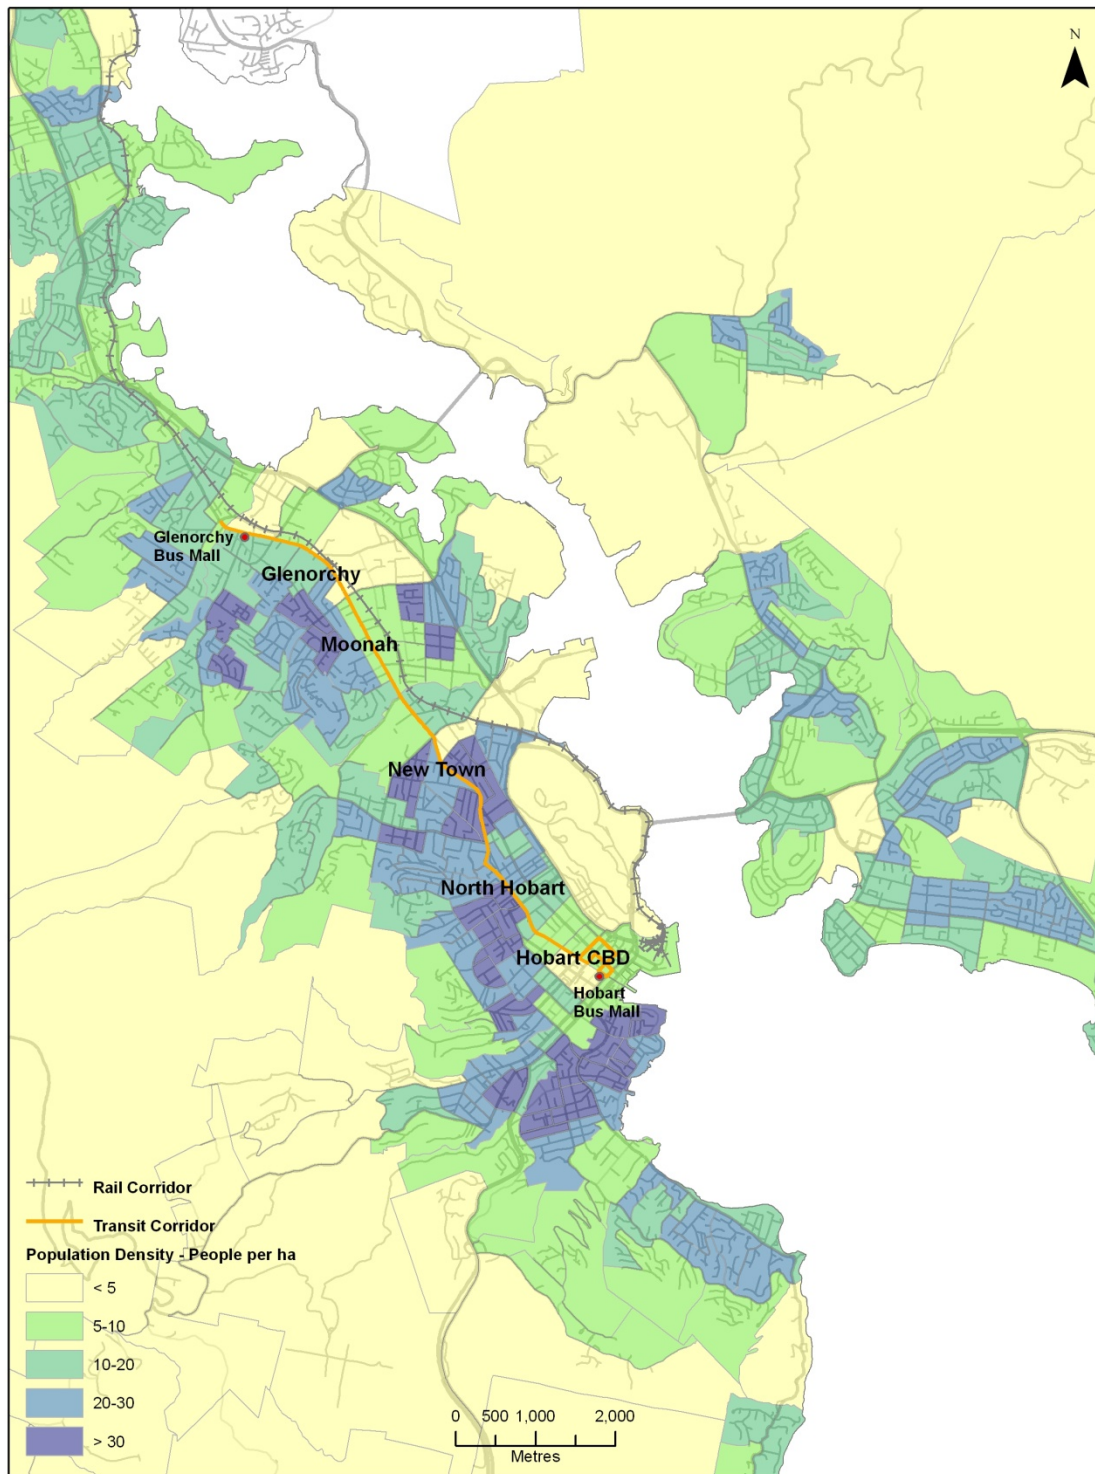 N
Glenorchy
Bus Mall
Glenorchy
Moonah
New Town
North Hobart
Hobart CBD
Hobart
Bus Mall
Rail Corridor
Transit Corridor
Population Density - People per ha
< 5
5-10
10-20
20-30
> 30
0 500 1,000 2,000
Metres